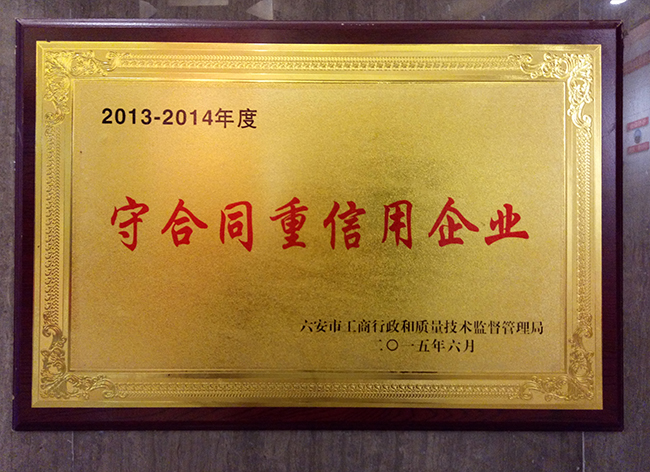 2013-2014年度
守合同重信用企业
六安市工商行政和质量技术监督管理局
二〇一五年六月